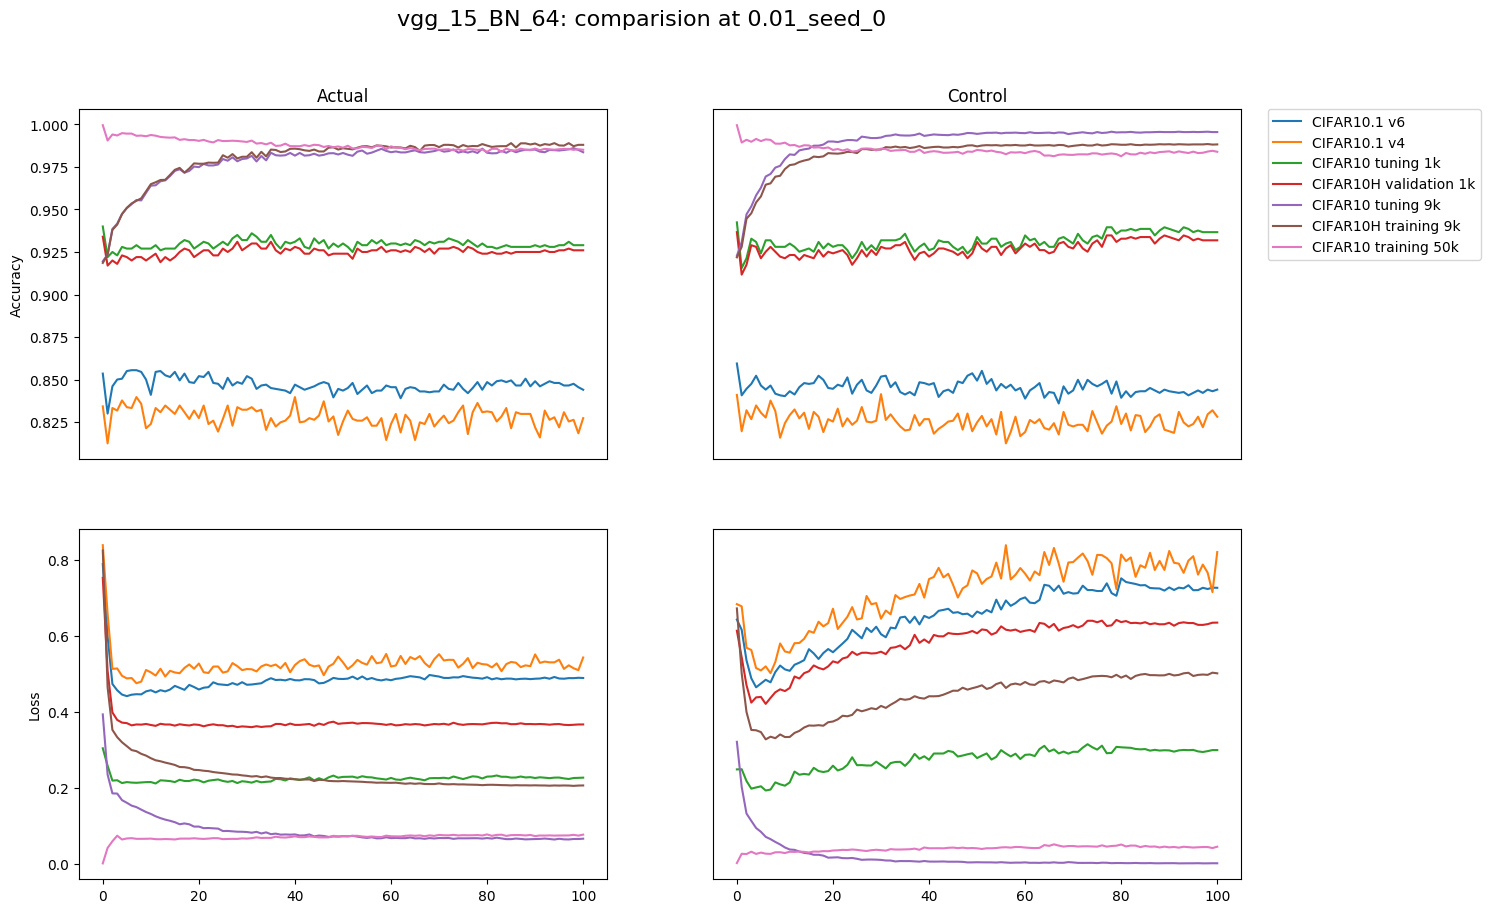 vgg_15_BN_64: comparision at 0.01_seed_0
Actual
Control
1.000
0.975
0.950
0.925
0.900
0.875
0.850
0.825
Accuracy
CIFAR10.1 v6
CIFAR10.1 v4
CIFAR10 tuning 1k
CIFAR10H validation 1k
CIFAR10 tuning 9k
CIFAR10H training 9k
CIFAR10 training 50k
0.8
0.6
0.4
0.2
0.0
Loss
0 20 40 60 80 100
0 20 40 60 80 100